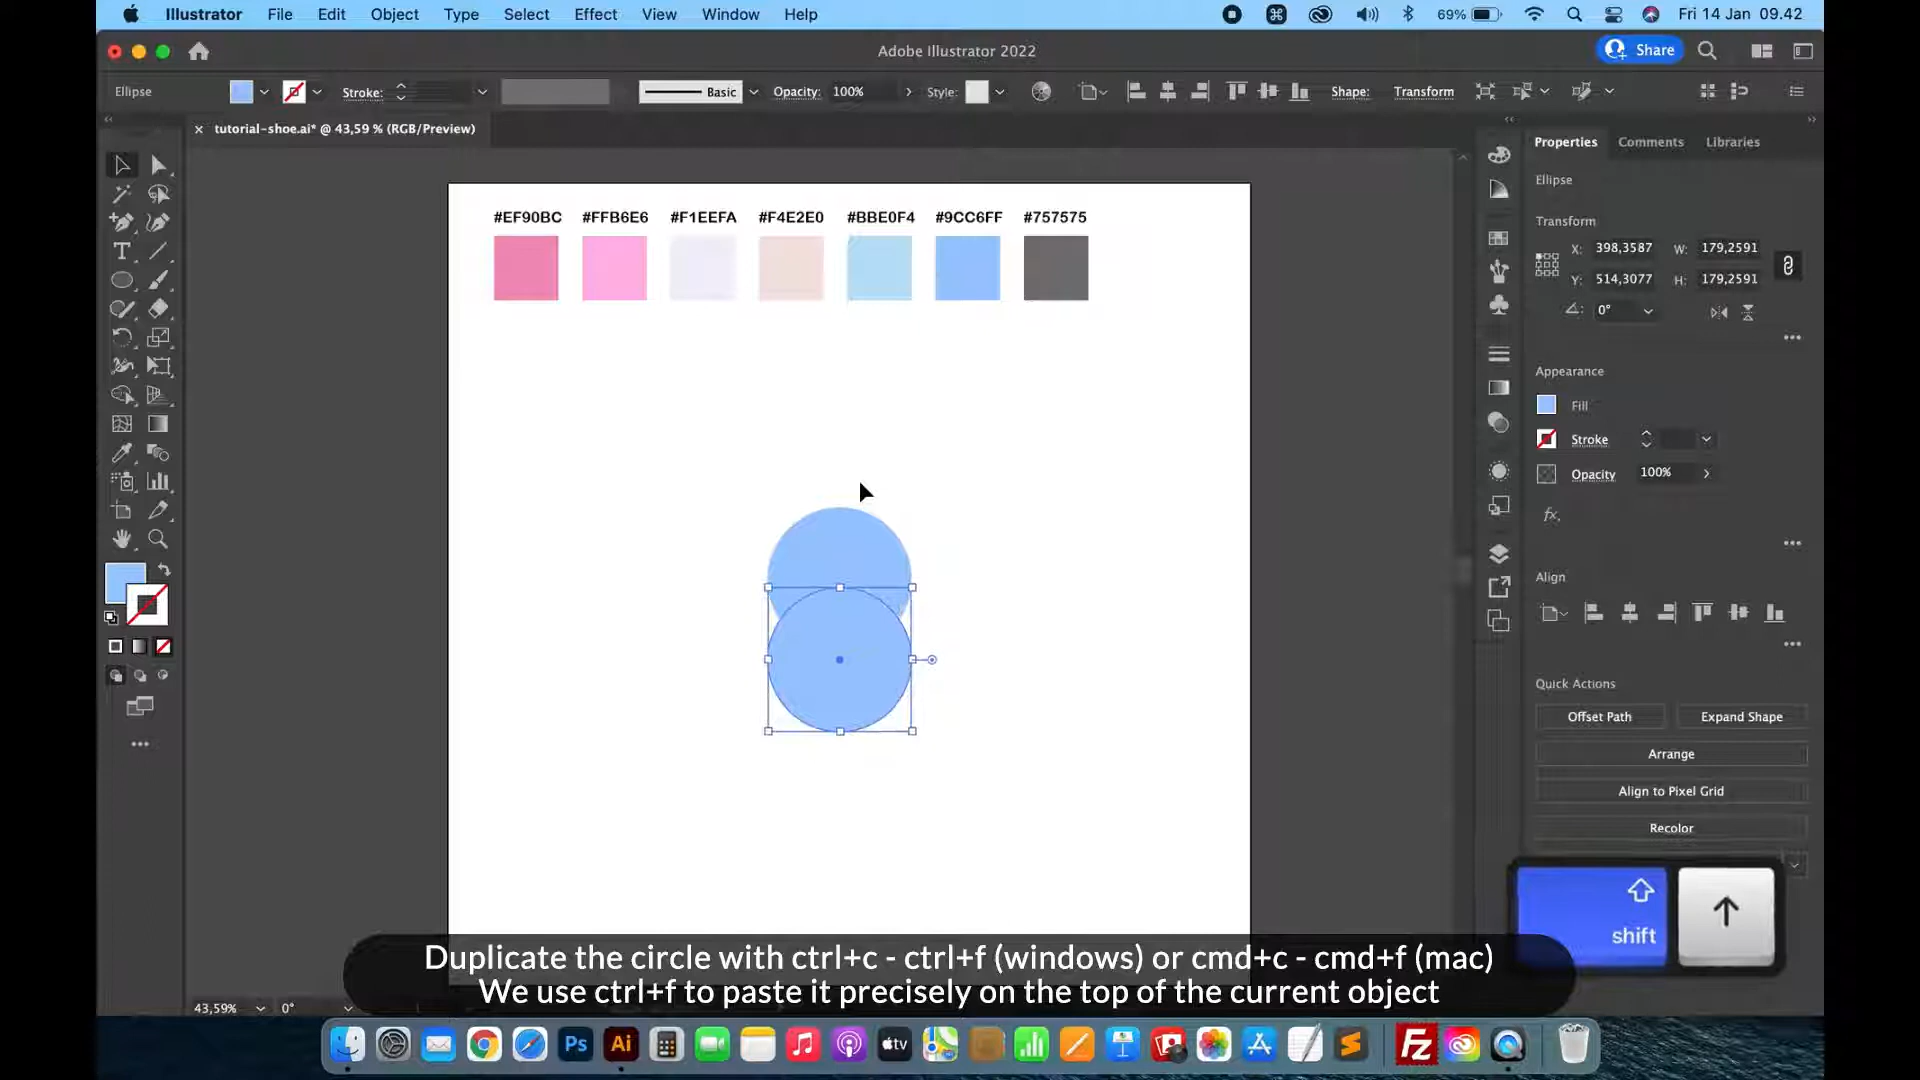 Illustrator File Edit Object Type Select Effect View Window Help 69% Fri 14 Jan 09.42
Adobe Illustrator 2022 Share
Ellipse Stroke: Basic Opacity: 100% Style: Shape: Transform
tutorial-shoe.ai* @ 43,59 % (RGB/Preview)
Properties Comments Libraries
Ellipse
Transform
X: 398,3587 W: 179,2591
Y: 514,3077 H: 179,2591
0°
#EF90BC #FFB6E6 #F1EEFA #F4E2E0 #BBE0F4 #9CC6FF #757575
Appearance
Fill
Stroke
Opacity 100%
fx
Align
Quick Actions
Offset Path Expand Shape
Arrange
Align to Pixel Grid
Recolor
shift
Duplicate the circle with ctrl+c - ctrl+f (windows) or cmd+c - cmd+f (mac)
We use ctrl+f to paste it precisely on the top of the current object
43,59% 0°
Ps Ai tv Fz